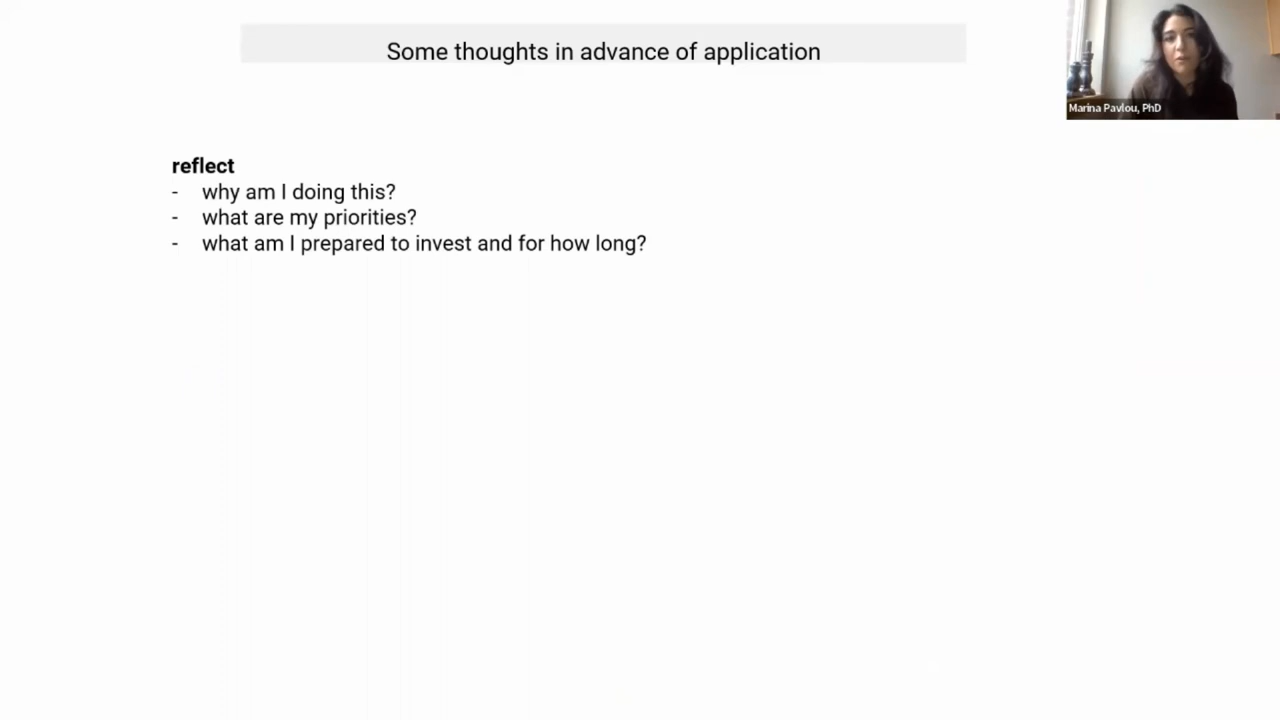 Some thoughts in advance of application
Marina Pavlou, PhD
reflect
- why am I doing this?
- what are my priorities?
- what am I prepared to invest and for how long?